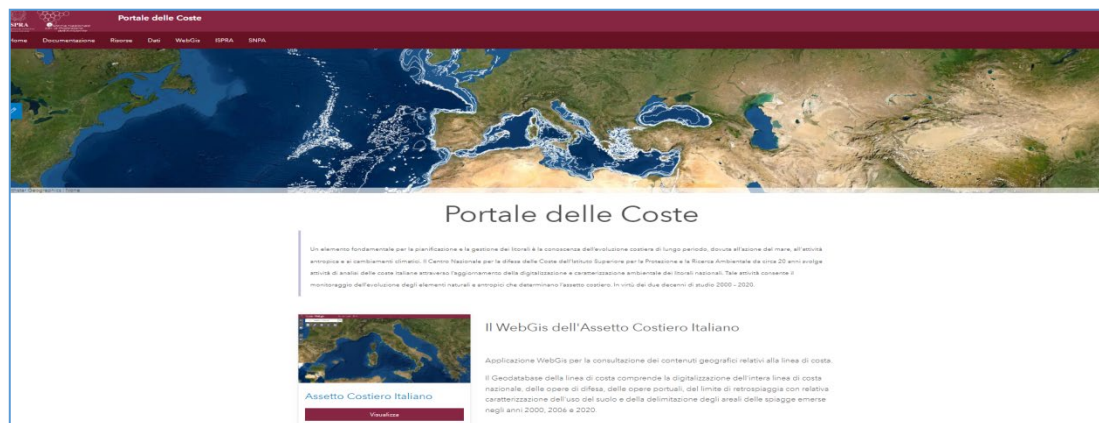 Portale delle Coste
Home Documentazione Risorse Dati WebGis ISPRA SNPA
Portale delle Coste
Un elemento fondamentale per la pianificazione e la gestione dei litorali è la conoscenza dell'evoluzione costiere di lungo periodo, dovuta all'azione del mare, all'attività
antropica e ai cambiamenti climatici. Il Centro Nazionale per la difesa delle Coste dell'Istituto Superiore per la Protezione e la Ricerca Ambientale da circa 20 anni svolge
attività di analisi delle coste italiane attraverso l'aggiornamento della digitalizzazione e caratterizzazione ambientale dei litorali nazionali. Tale attività consente il
monitoraggio dell'evoluzione degli elementi naturali e antropici che determinano l'assetto costiero. In virtù dei due decanni di studio 2000 - 2020.
Il WebGis dell'Assetto Costiero Italiano
Applicazione WebGis per la consultazione dei contenuti geografici relativi alla linea di costa.
Il Geodatabase della linea di costa comprende la digitalizzazione dell'intera linea di costa
nazionale, della opere di difesa, delle opere portuali, del limite di retrospiaggia con relativa
caratterizzazione dell'uso del suolo e della delimitazione degli areali delle spiagge emerse
negli anni 2000, 2006 e 2020
Assetto Costiero Italiano
Visualizza